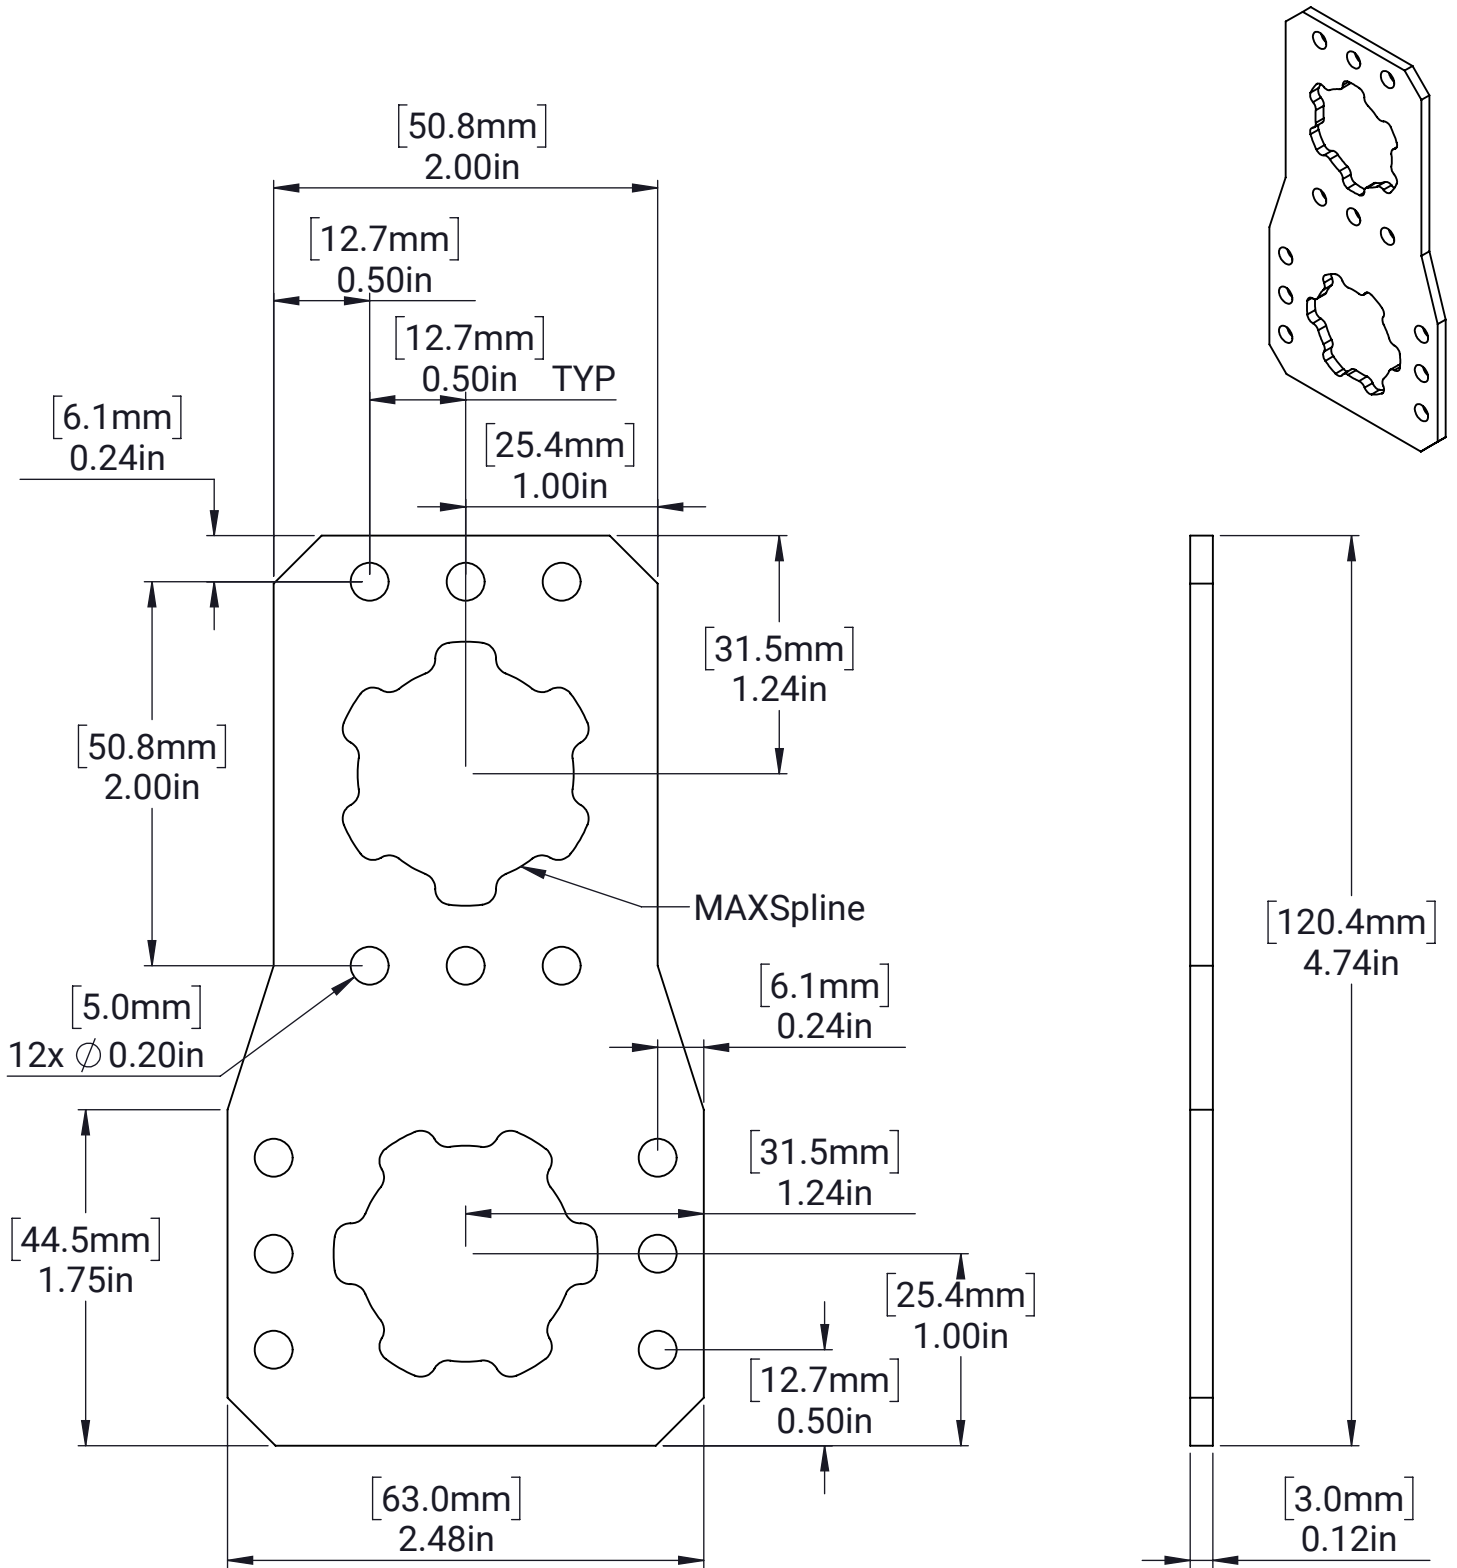 [50.8mm]
2.00in
[12.7mm]
0.50in
[12.7mm]
0.50in TYP
[6.1mm]
0.24in
[25.4mm]
1.00in
[31.5mm]
1.24in
[50.8mm]
2.00in
MAXSpline
[120.4mm]
4.74in
[6.1mm]
0.24in
[5.0mm]
12x ∅ 0.20in
[31.5mm]
1.24in
[44.5mm]
1.75in
[25.4mm]
1.00in
[12.7mm]
0.50in
[63.0mm]
2.48in
[3.0mm]
0.12in